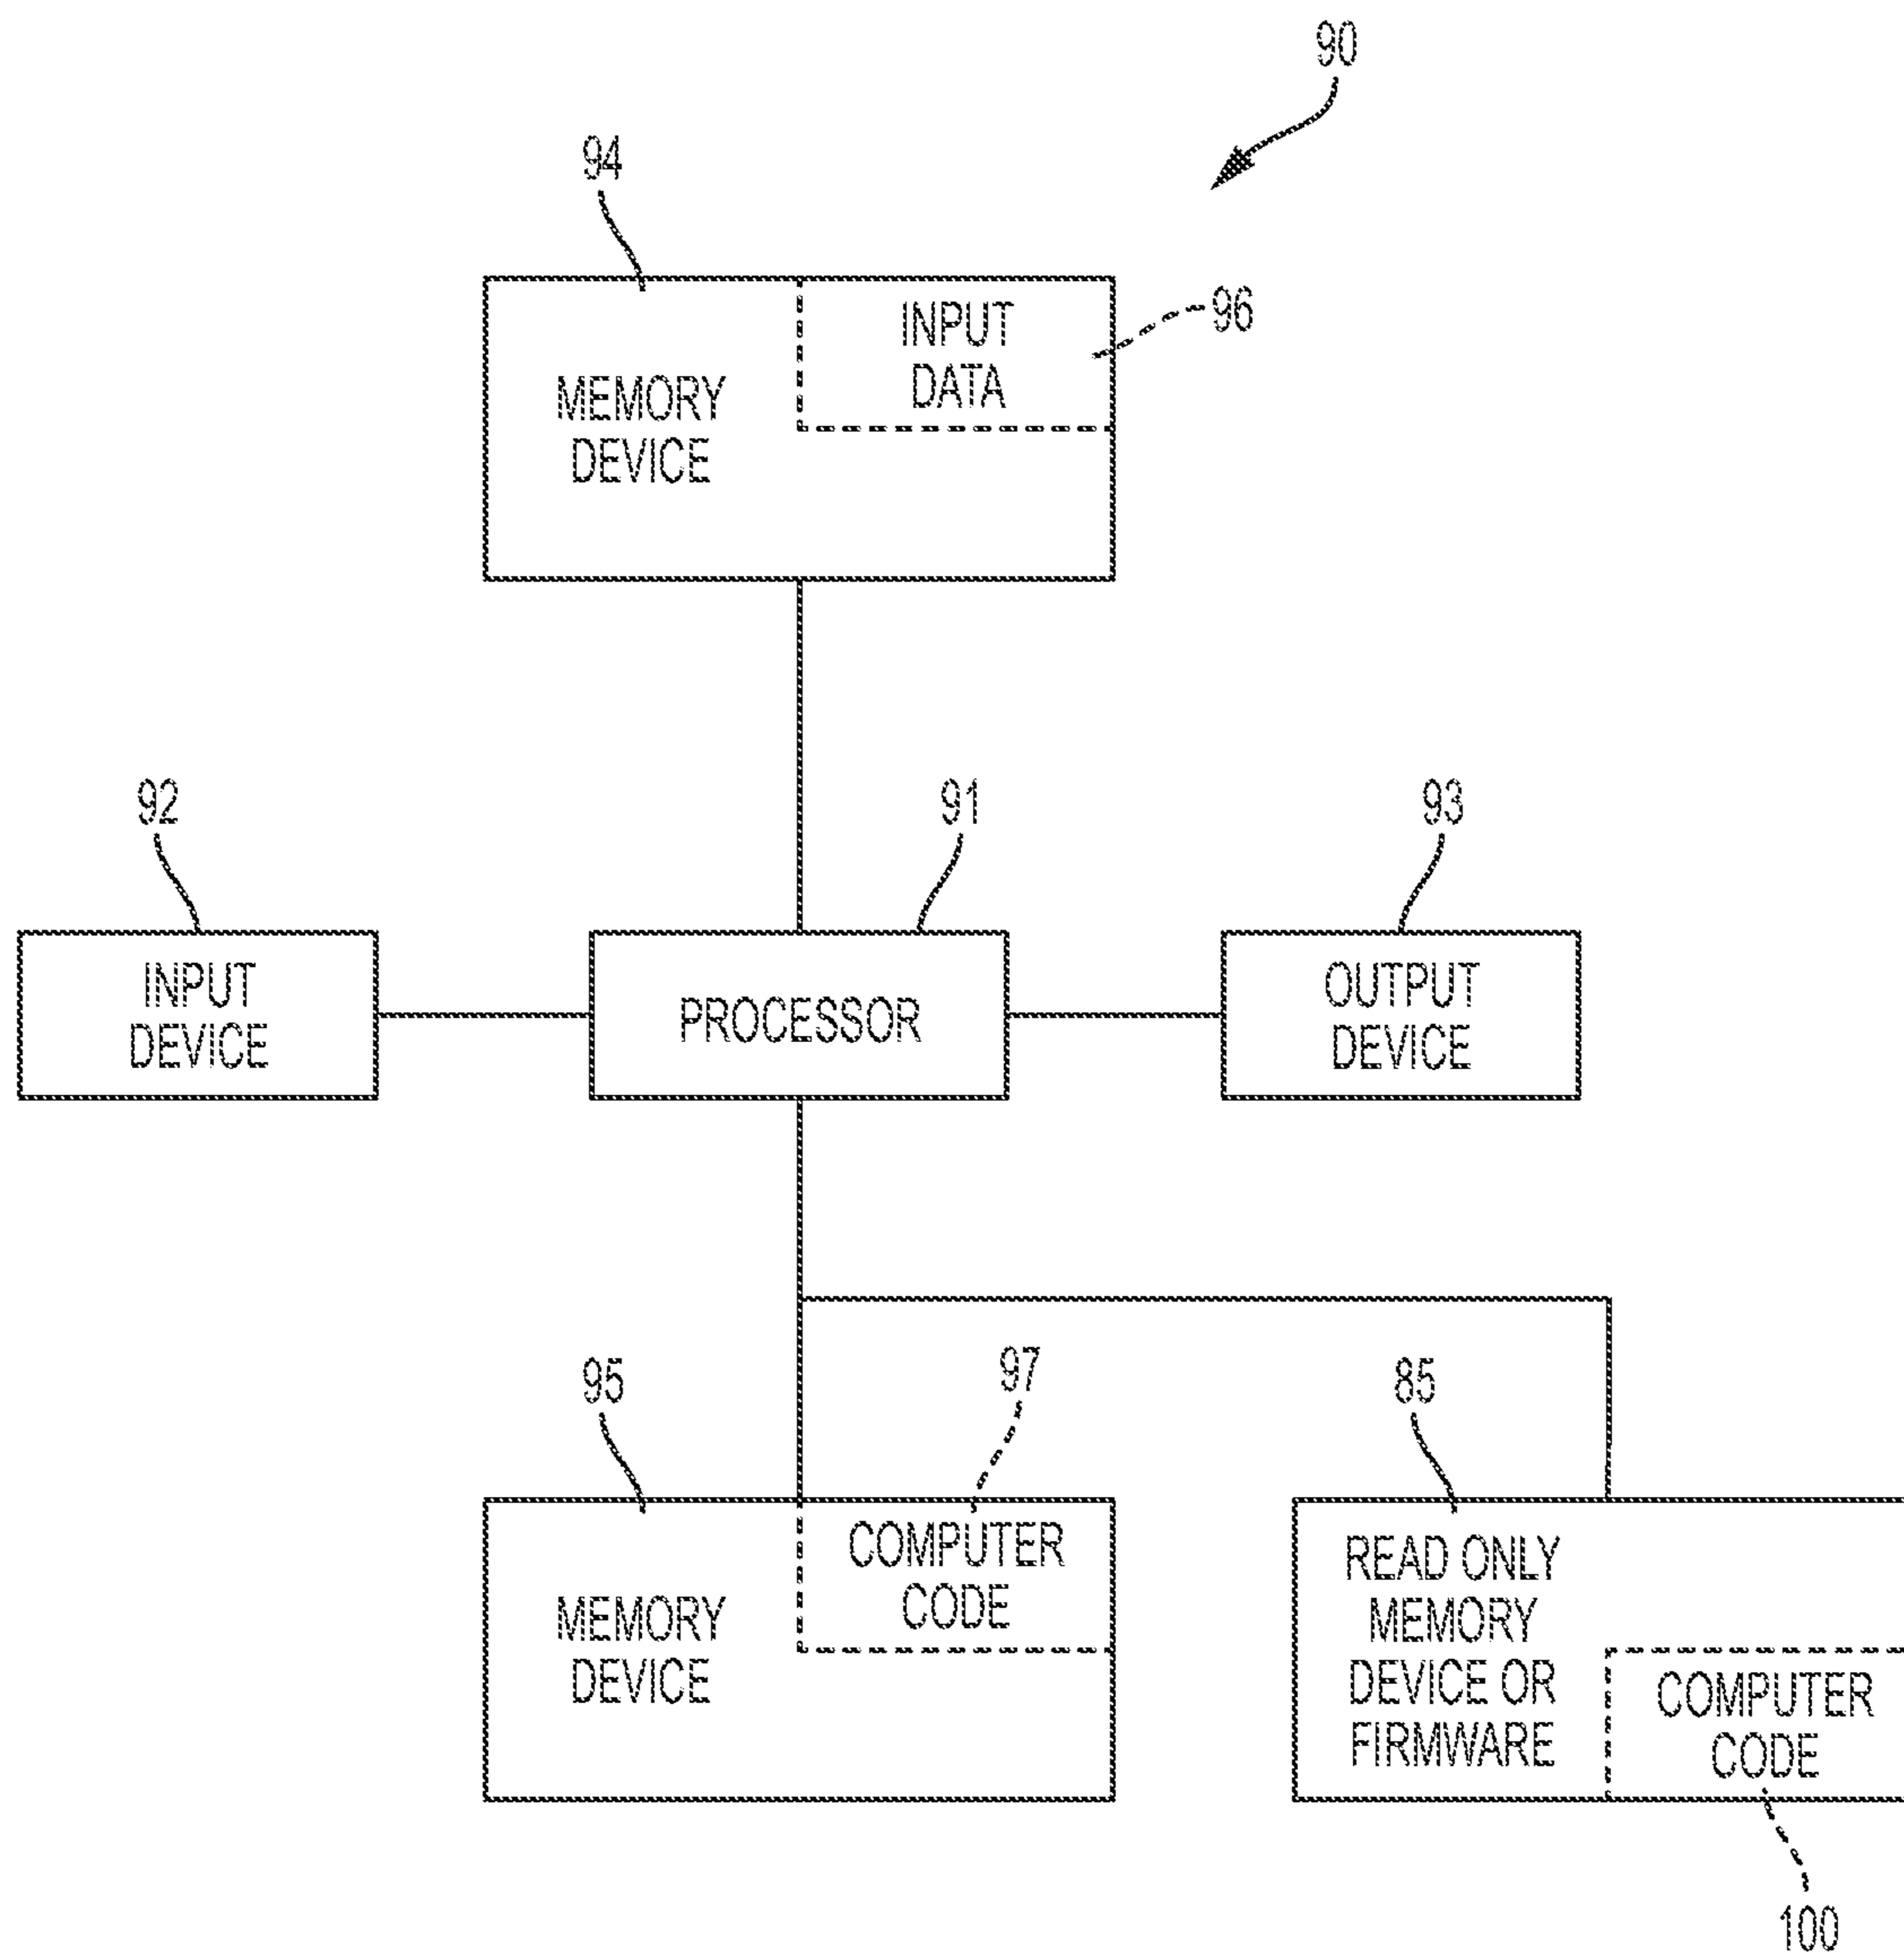 90
94
INPUT
DATA
96
MEMORY
DEVICE
92
91
93
INPUT
DEVICE
PROCESSOR
OUTPUT
DEVICE
95
97
85
MEMORY
DEVICE
COMPUTER
CODE
READ ONLY
MEMORY
DEVICE OR
FIRMWARE
COMPUTER
CODE
100